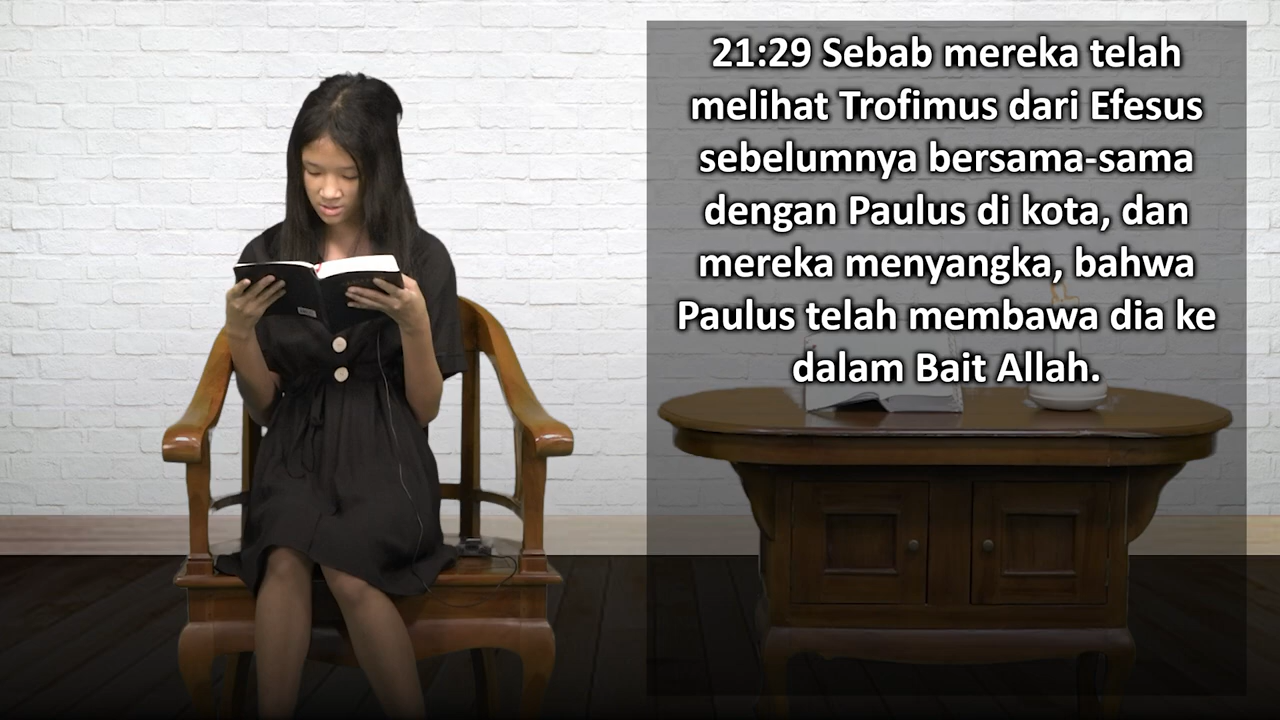 21:29 Sebab mereka telah
melihat Trofimus dari Efesus
sebelumnya bersama-sama
dengan Paulus di kota, dan
mereka menyangka, bahwa
Paulus telah membawa dia ke
dalam Bait Allah.